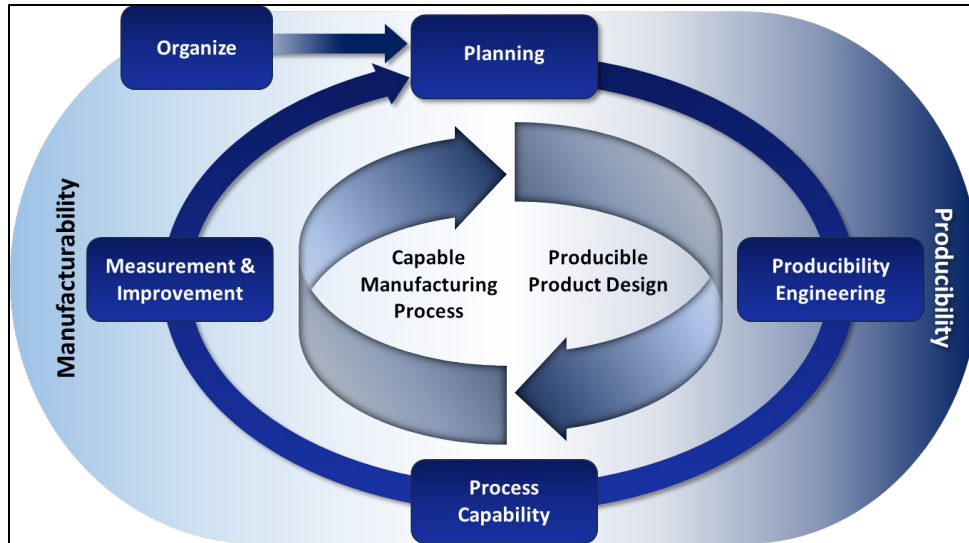 Organize
Planning
Manufacturability
Measurement &
Improvement
Capable
Manufacturing
Process
Producible
Product Design
Producibility
Engineering
Producibility
Process
Capability